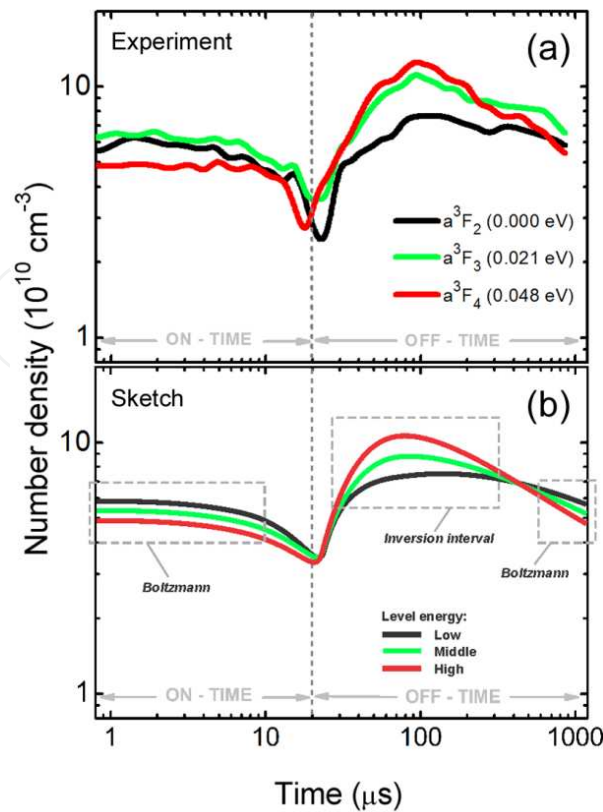 Experiment
(a)
10
1
Number density (10¹⁰ cm⁻³)
a³F₂ (0.000 eV)
a³F₃ (0.021 eV)
a³F₄ (0.048 eV)
ON - TIME
OFF - TIME
Sketch
(b)
10
1
Boltzmann
Inversion interval
Boltzmann
Level energy:
Low
Middle
High
ON - TIME
OFF - TIME
1
10
100
1000
Time (μs)